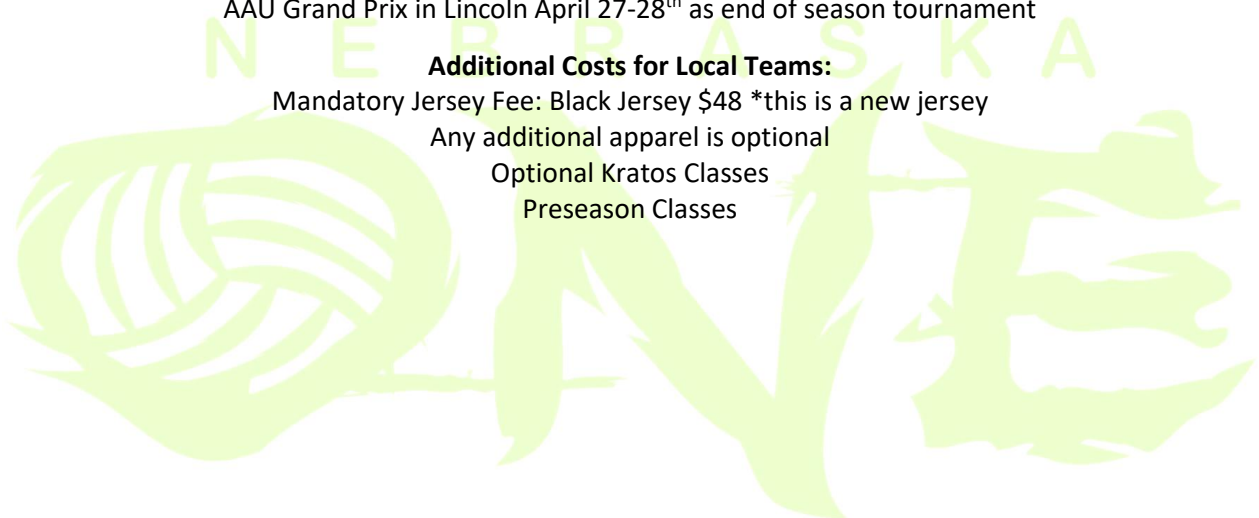 AAU Grand Prix in Lincoln April 27-28th as end of season tournament
NEBRASKA
Additional Costs for Local Teams:
Mandatory Jersey Fee: Black Jersey $48 *this is a new jersey
Any additional apparel is optional
Optional Kratos Classes
Preseason Classes
ONE